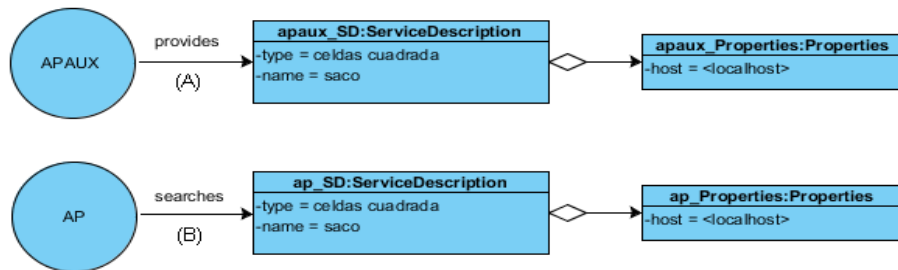 APAUX
provides
(A)
apaux_SD:ServiceDescription
-type = celdas cuadrada
-name = saco
apaux_Properties:Properties
-host = <localhost>
AP
searches
(B)
ap_SD:ServiceDescription
-type = celdas cuadrada
-name = saco
ap_Properties:Properties
-host = <localhost>